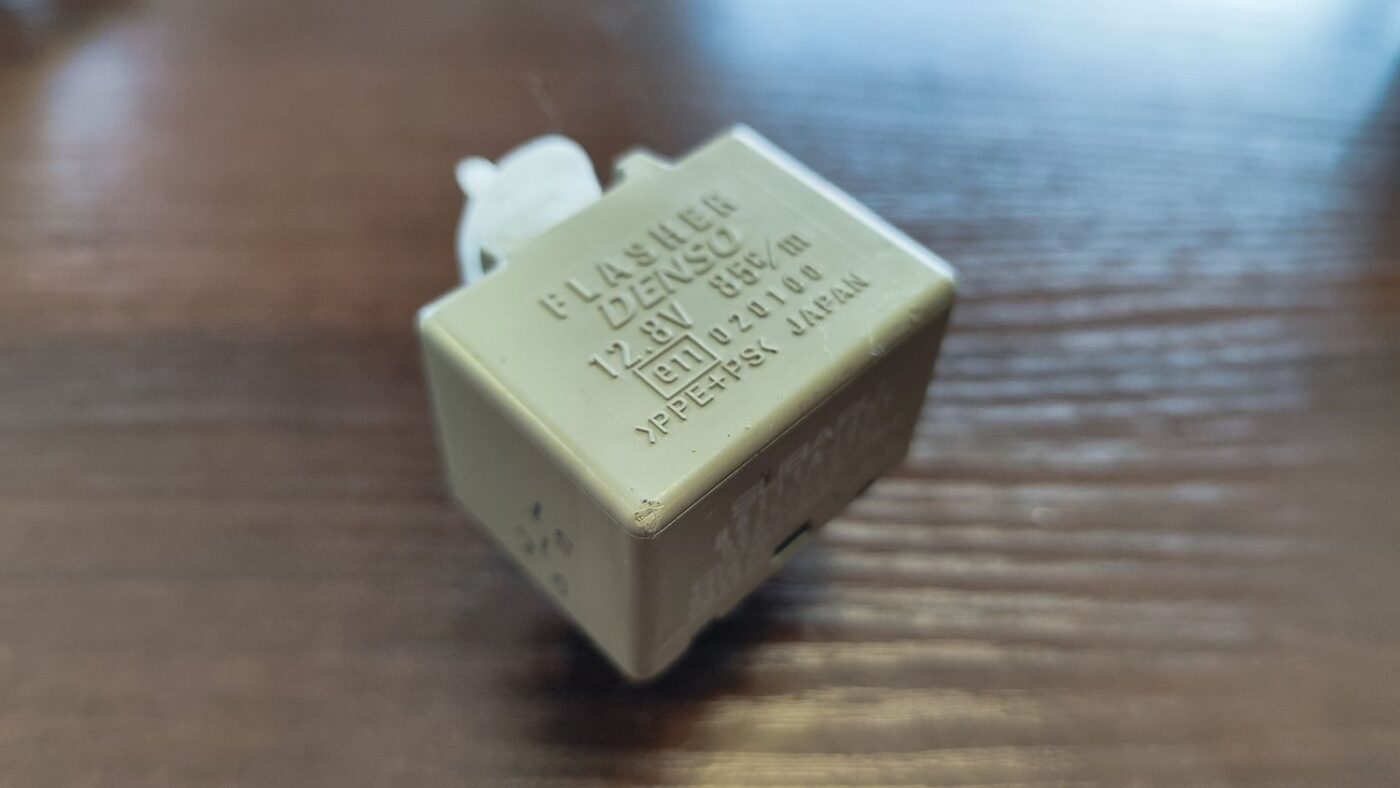 FLASHER
DENSO
12.8V 85c/m
e11 020100
>PPE+PS< JAPAN